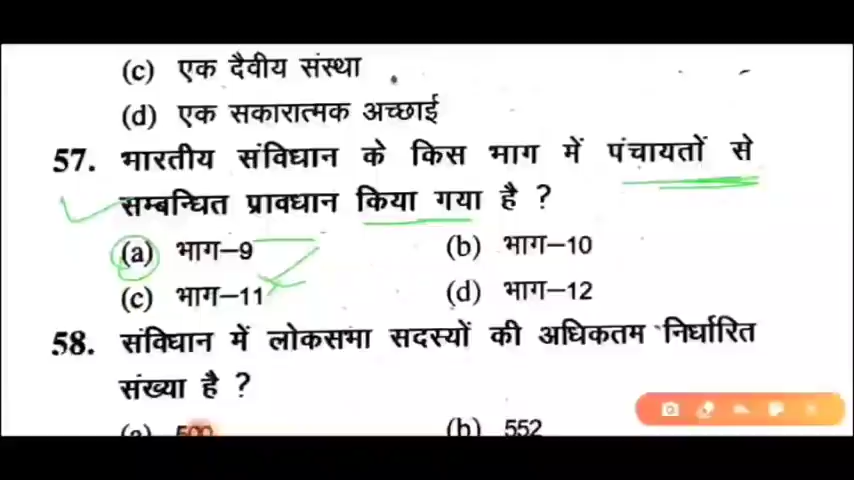 (c) एक दैवीय संस्था
(d) एक सकारात्मक अच्छाई
57. भारतीय संविधान के किस भाग में पंचायतों से
सम्बन्धित प्रावधान किया गया है ?
(a) भाग–9 (b) भाग–10
(c) भाग–11 (d) भाग–12
58. संविधान में लोकसभा सदस्यों की अधिकतम निर्धारित
संख्या है ?
(a) 500 (b) 552